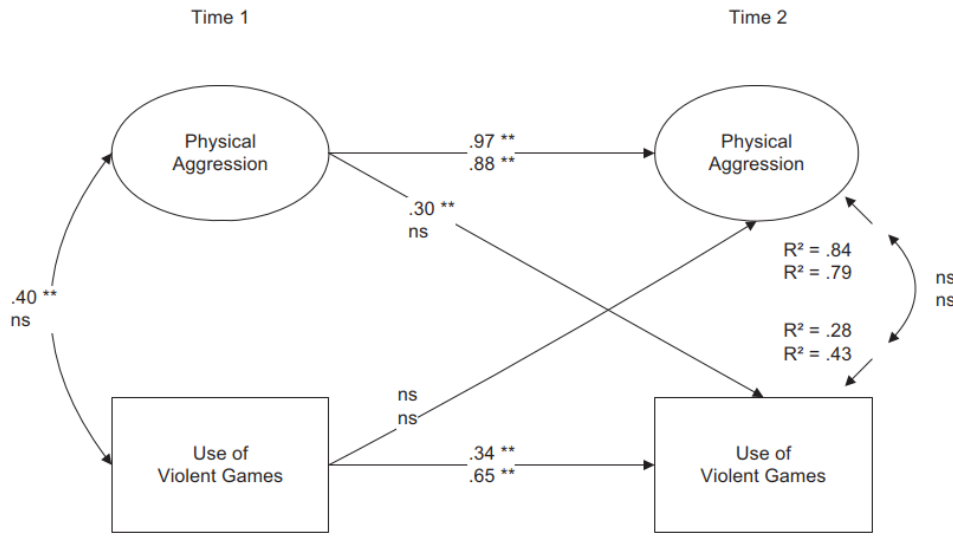 Time 1
Time 2
Physical
Aggression
Physical
Aggression
.97 **
.88 **
.30 **
ns
R² = .84
R² = .79
ns
ns
.40 **
ns
R² = .28
R² = .43
ns
ns
Use of
Violent Games
.34 **
.65 **
Use of
Violent Games